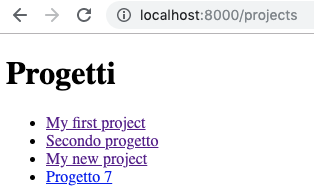 localhost:8000/projects
Progetti
My first project
Secondo progetto
My new project
Progetto 7